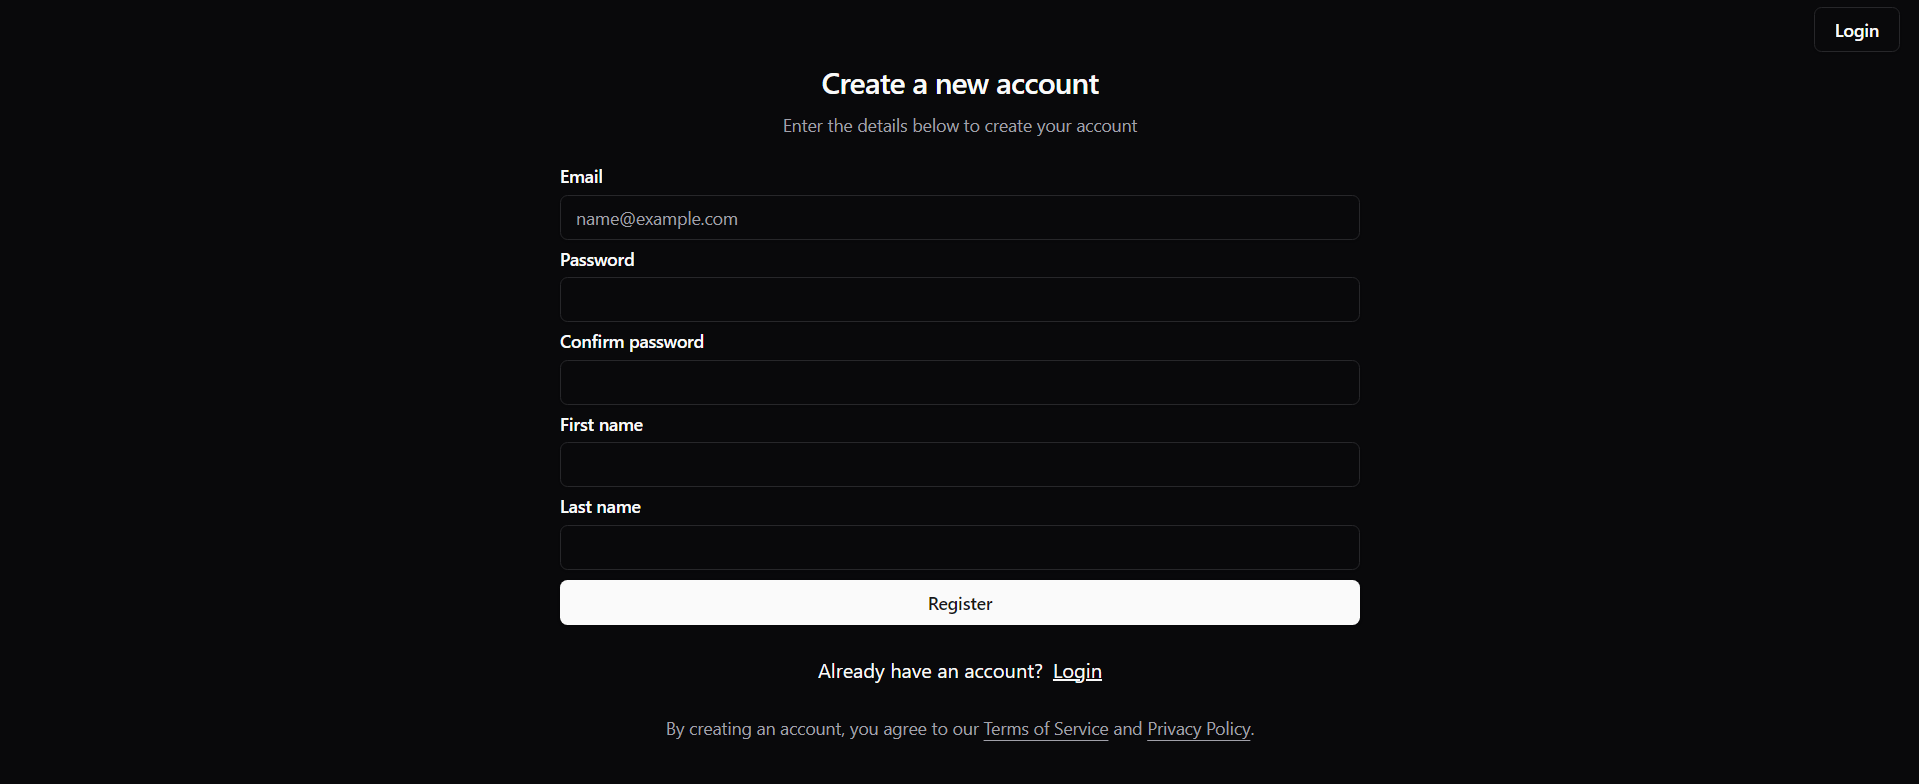 Login
Create a new account
Enter the details below to create your account
Email
name@example.com
Password
Confirm password
First name
Last name
Register
Already have an account? Login
By creating an account, you agree to our Terms of Service and Privacy Policy.